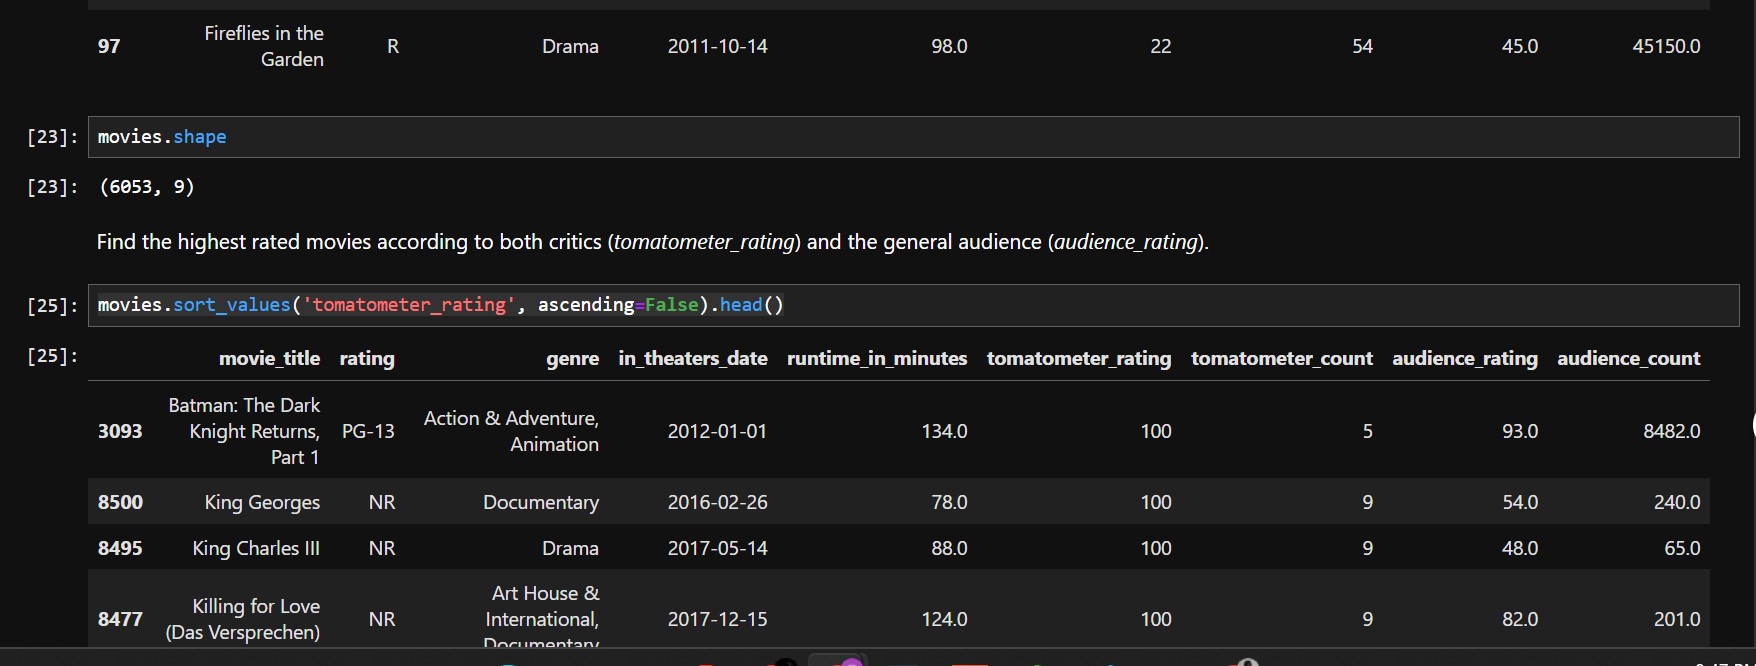 97 Fireflies in the Garden R Drama 2011-10-14 98.0 22 54 45.0 45150.0
[23]: movies.shape
[23]: (6053, 9)
Find the highest rated movies according to both critics (tomatometer_rating) and the general audience (audience_rating).
[25]: movies.sort_values('tomatometer_rating', ascending=False).head()
[25]: movie_title rating genre in_theaters_date runtime_in_minutes tomatometer_rating tomatometer_count audience_rating audience_count
3093 Batman: The Dark Knight Returns, Part 1 PG-13 Action & Adventure, Animation 2012-01-01 134.0 100 5 93.0 8482.0
8500 King Georges NR Documentary 2016-02-26 78.0 100 9 54.0 240.0
8495 King Charles III NR Drama 2017-05-14 88.0 100 9 48.0 65.0
8477 Killing for Love (Das Versprechen) NR Art House & International, Documentary 2017-12-15 124.0 100 9 82.0 201.0